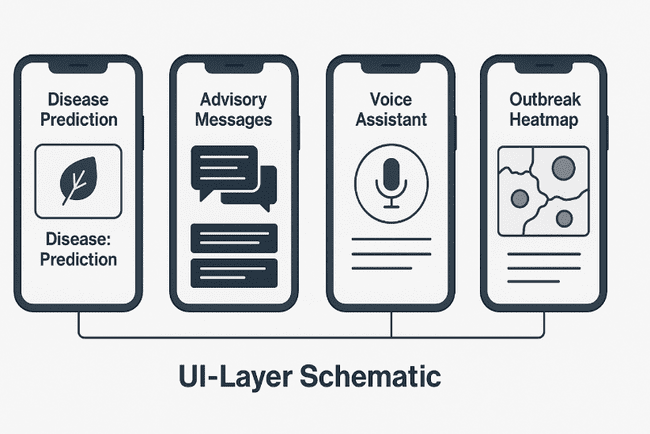 Disease
Prediction
Disease:
Prediction
Advisory
Messages
Voice
Assistant
Outbreak
Heatmap
UI-Layer Schematic